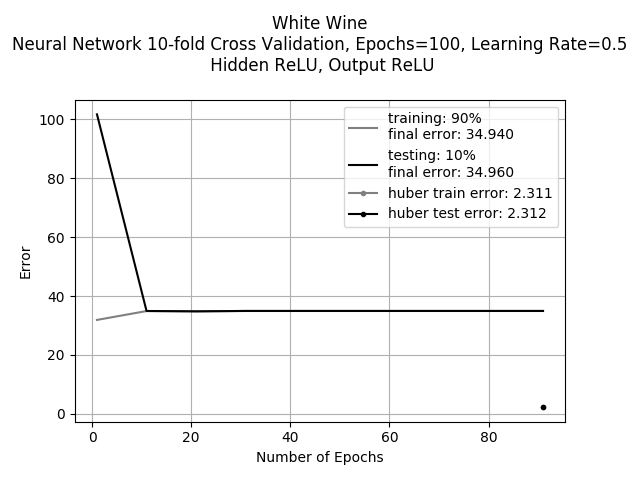 White Wine
Neural Network 10-fold Cross Validation, Epochs=100, Learning Rate=0.5
Hidden ReLU, Output ReLU
training: 90%
final error: 34.940
testing: 10%
final error: 34.960
huber train error: 2.311
huber test error: 2.312
Error
100
80
60
40
20
0
0 20 40 60 80
Number of Epochs